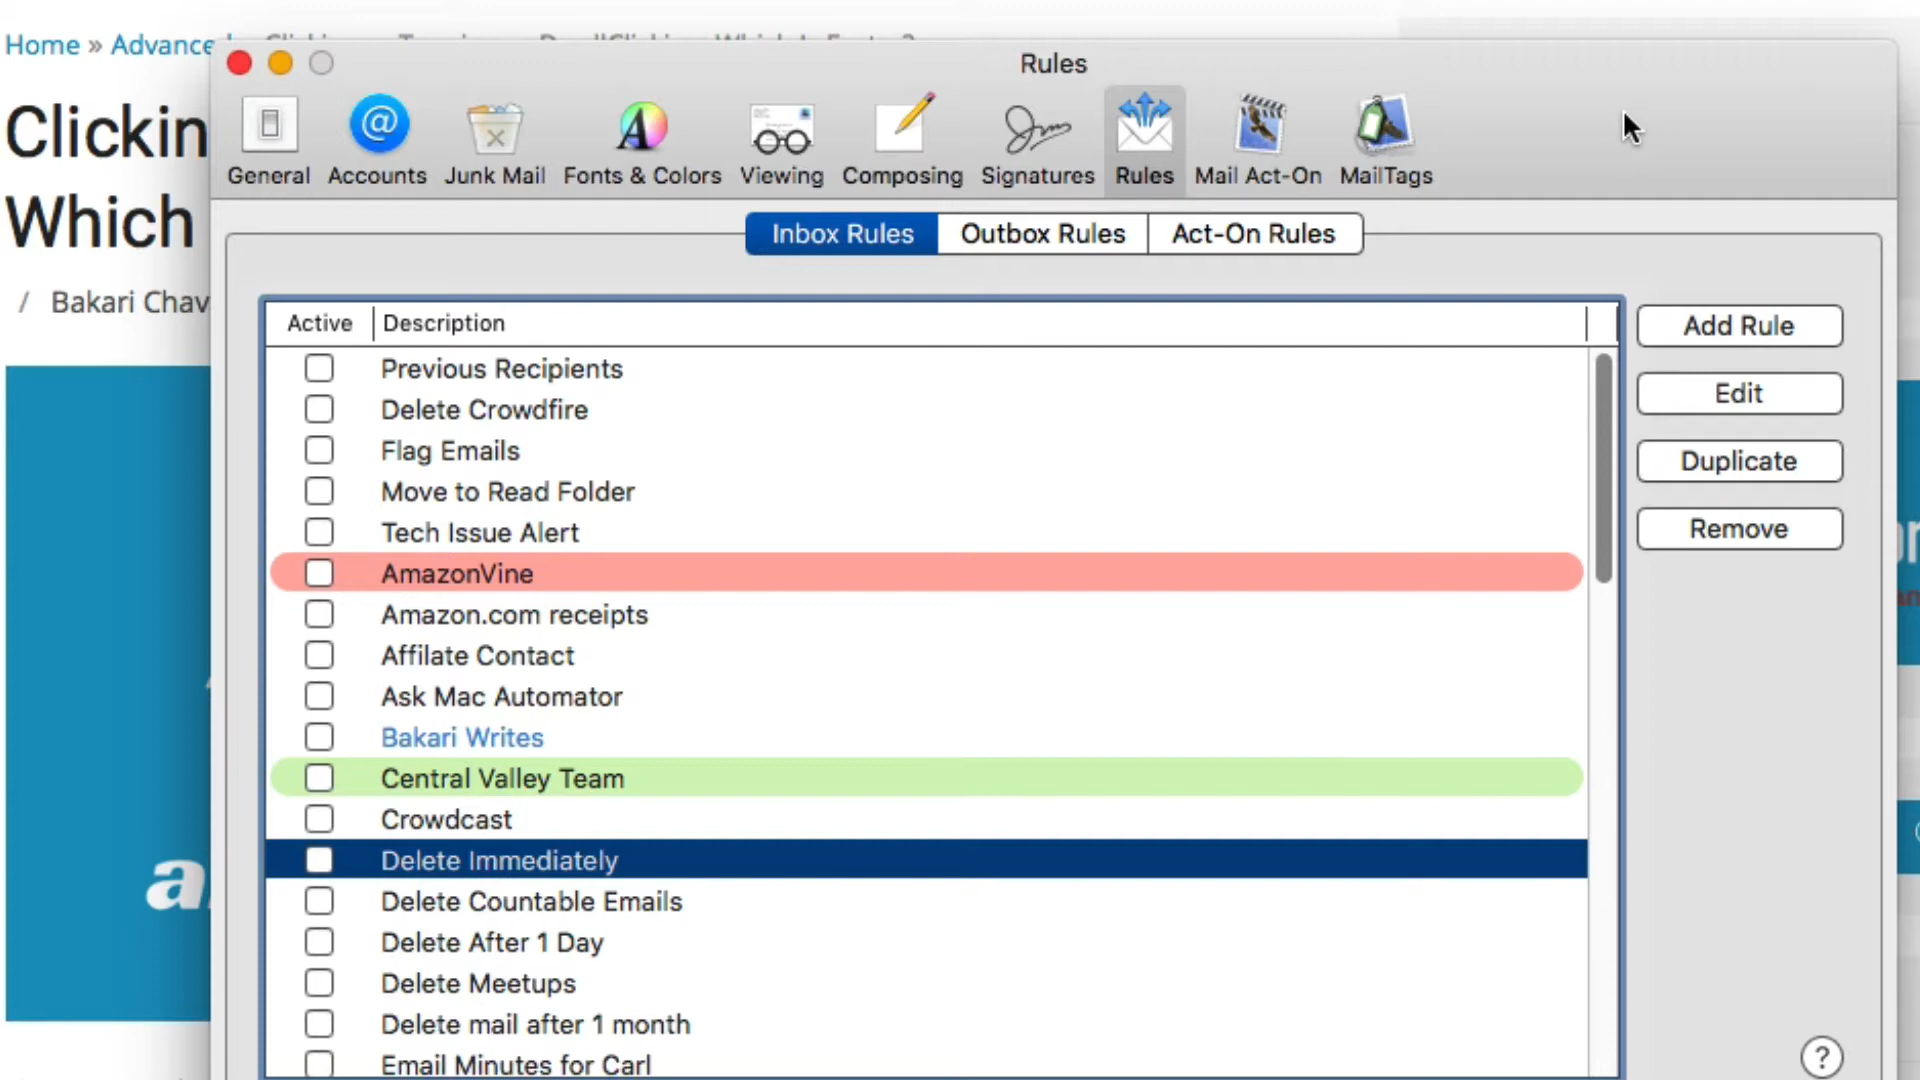 Home » Advance
Rules
Clickin
Which
General Accounts Junk Mail Fonts & Colors Viewing Composing Signatures Rules Mail Act-On MailTags
Inbox Rules Outbox Rules Act-On Rules
/ Bakari Chav
Active Description
Add Rule
Edit
Duplicate
Remove
Previous Recipients
Delete Crowdfire
Flag Emails
Move to Read Folder
Tech Issue Alert
AmazonVine
Amazon.com receipts
Affilate Contact
Ask Mac Automator
Bakari Writes
Central Valley Team
Crowdcast
Delete Immediately
Delete Countable Emails
Delete After 1 Day
Delete Meetups
Delete mail after 1 month
Email Minutes for Carl
?